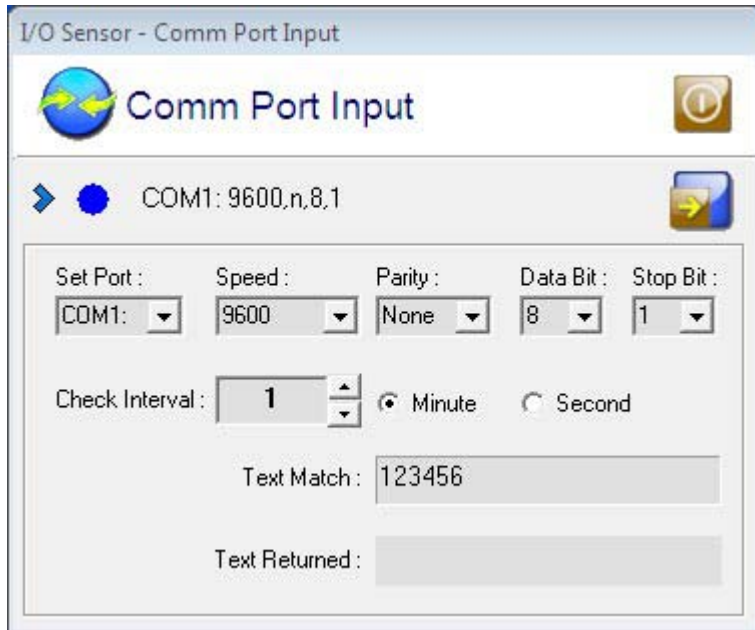 I/O Sensor - Comm Port Input
Comm Port Input
COM1: 9600,n,8,1
Set Port : Speed : Parity : Data Bit : Stop Bit :
COM1: 9600 None 8 1
Check Interval : 1 Minute Second
Text Match : 123456
Text Returned :